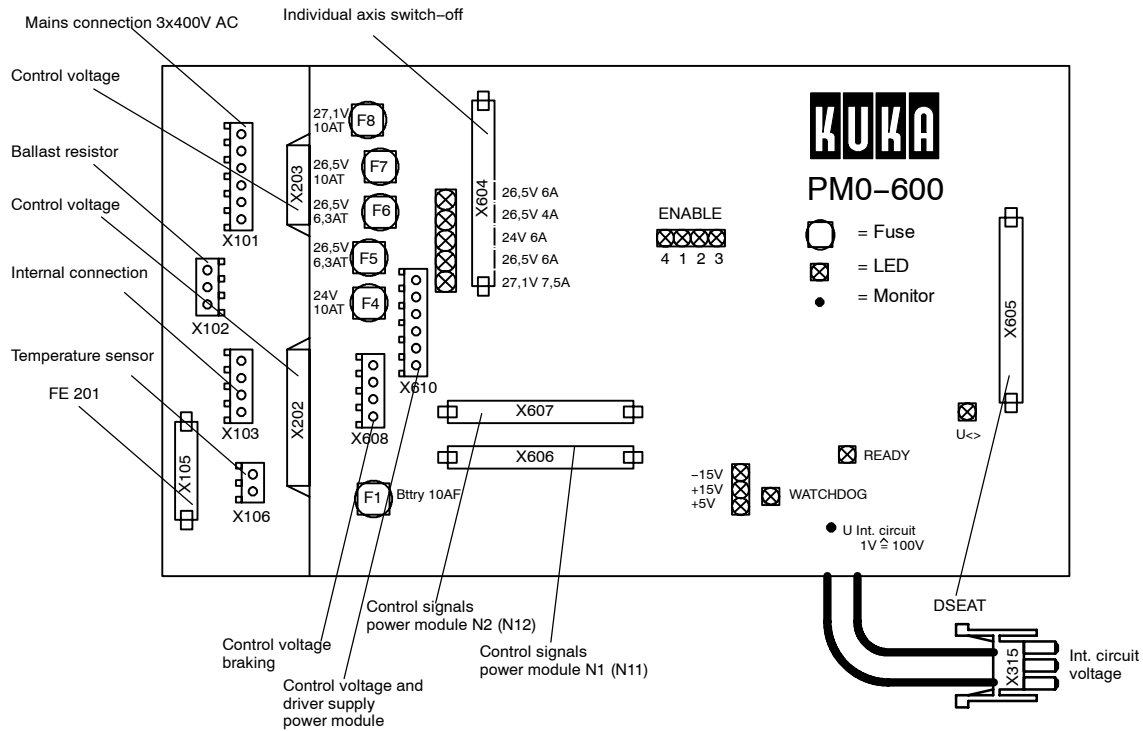 Mains connection 3x400V AC
Individual axis switch−off
Control voltage
Ballast resistor
Control voltage
Internal connection
Temperature sensor
FE 201
X101
X102
X103
X105
X106
X203
X202
27,1V
10AT
F8
26,5V
10AT
F7
26,5V
6,3AT
F6
26,5V
6,3AT
F5
24V
10AT
F4
X604
26,5V 6A
26,5V 4A
24V 6A
26,5V 6A
27,1V 7,5A
X610
X608
F1
Bttry 10AF
X607
X606
ENABLE
4 1 2 3
KUKA
PM0−600
= Fuse
= LED
= Monitor
X605
U<>
READY
−15V
+15V
+5V
WATCHDOG
U Int. circuit
1V ≙ 100V
DSEAT
X315
Int. circuit
voltage
Control signals
power module N2 (N12)
Control signals
power module N1 (N11)
Control voltage
braking
Control voltage and
driver supply
power module